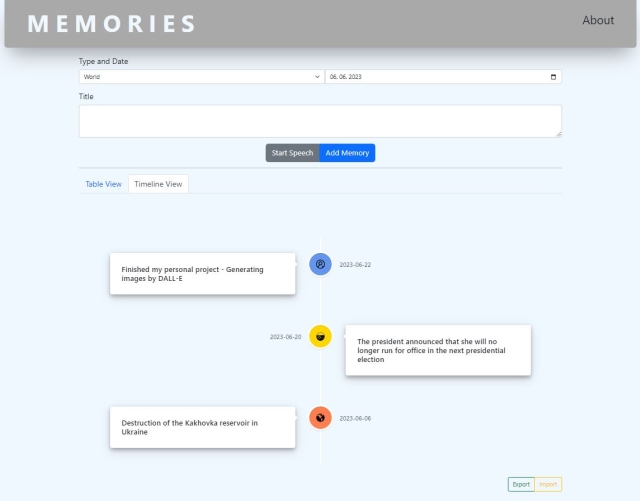 MEMORIES
About
Type and Date
World
06. 06. 2023
Title
Start Speech
Add Memory
Table View
Timeline View
Finished my personal project - Generating
images by DALL-E
2023-06-22
2023-06-20
The president announced that she will no
longer run for office in the next presidential
election
Destruction of the Kakhovka reservoir in
Ukraine
2023-06-06
Export
Import